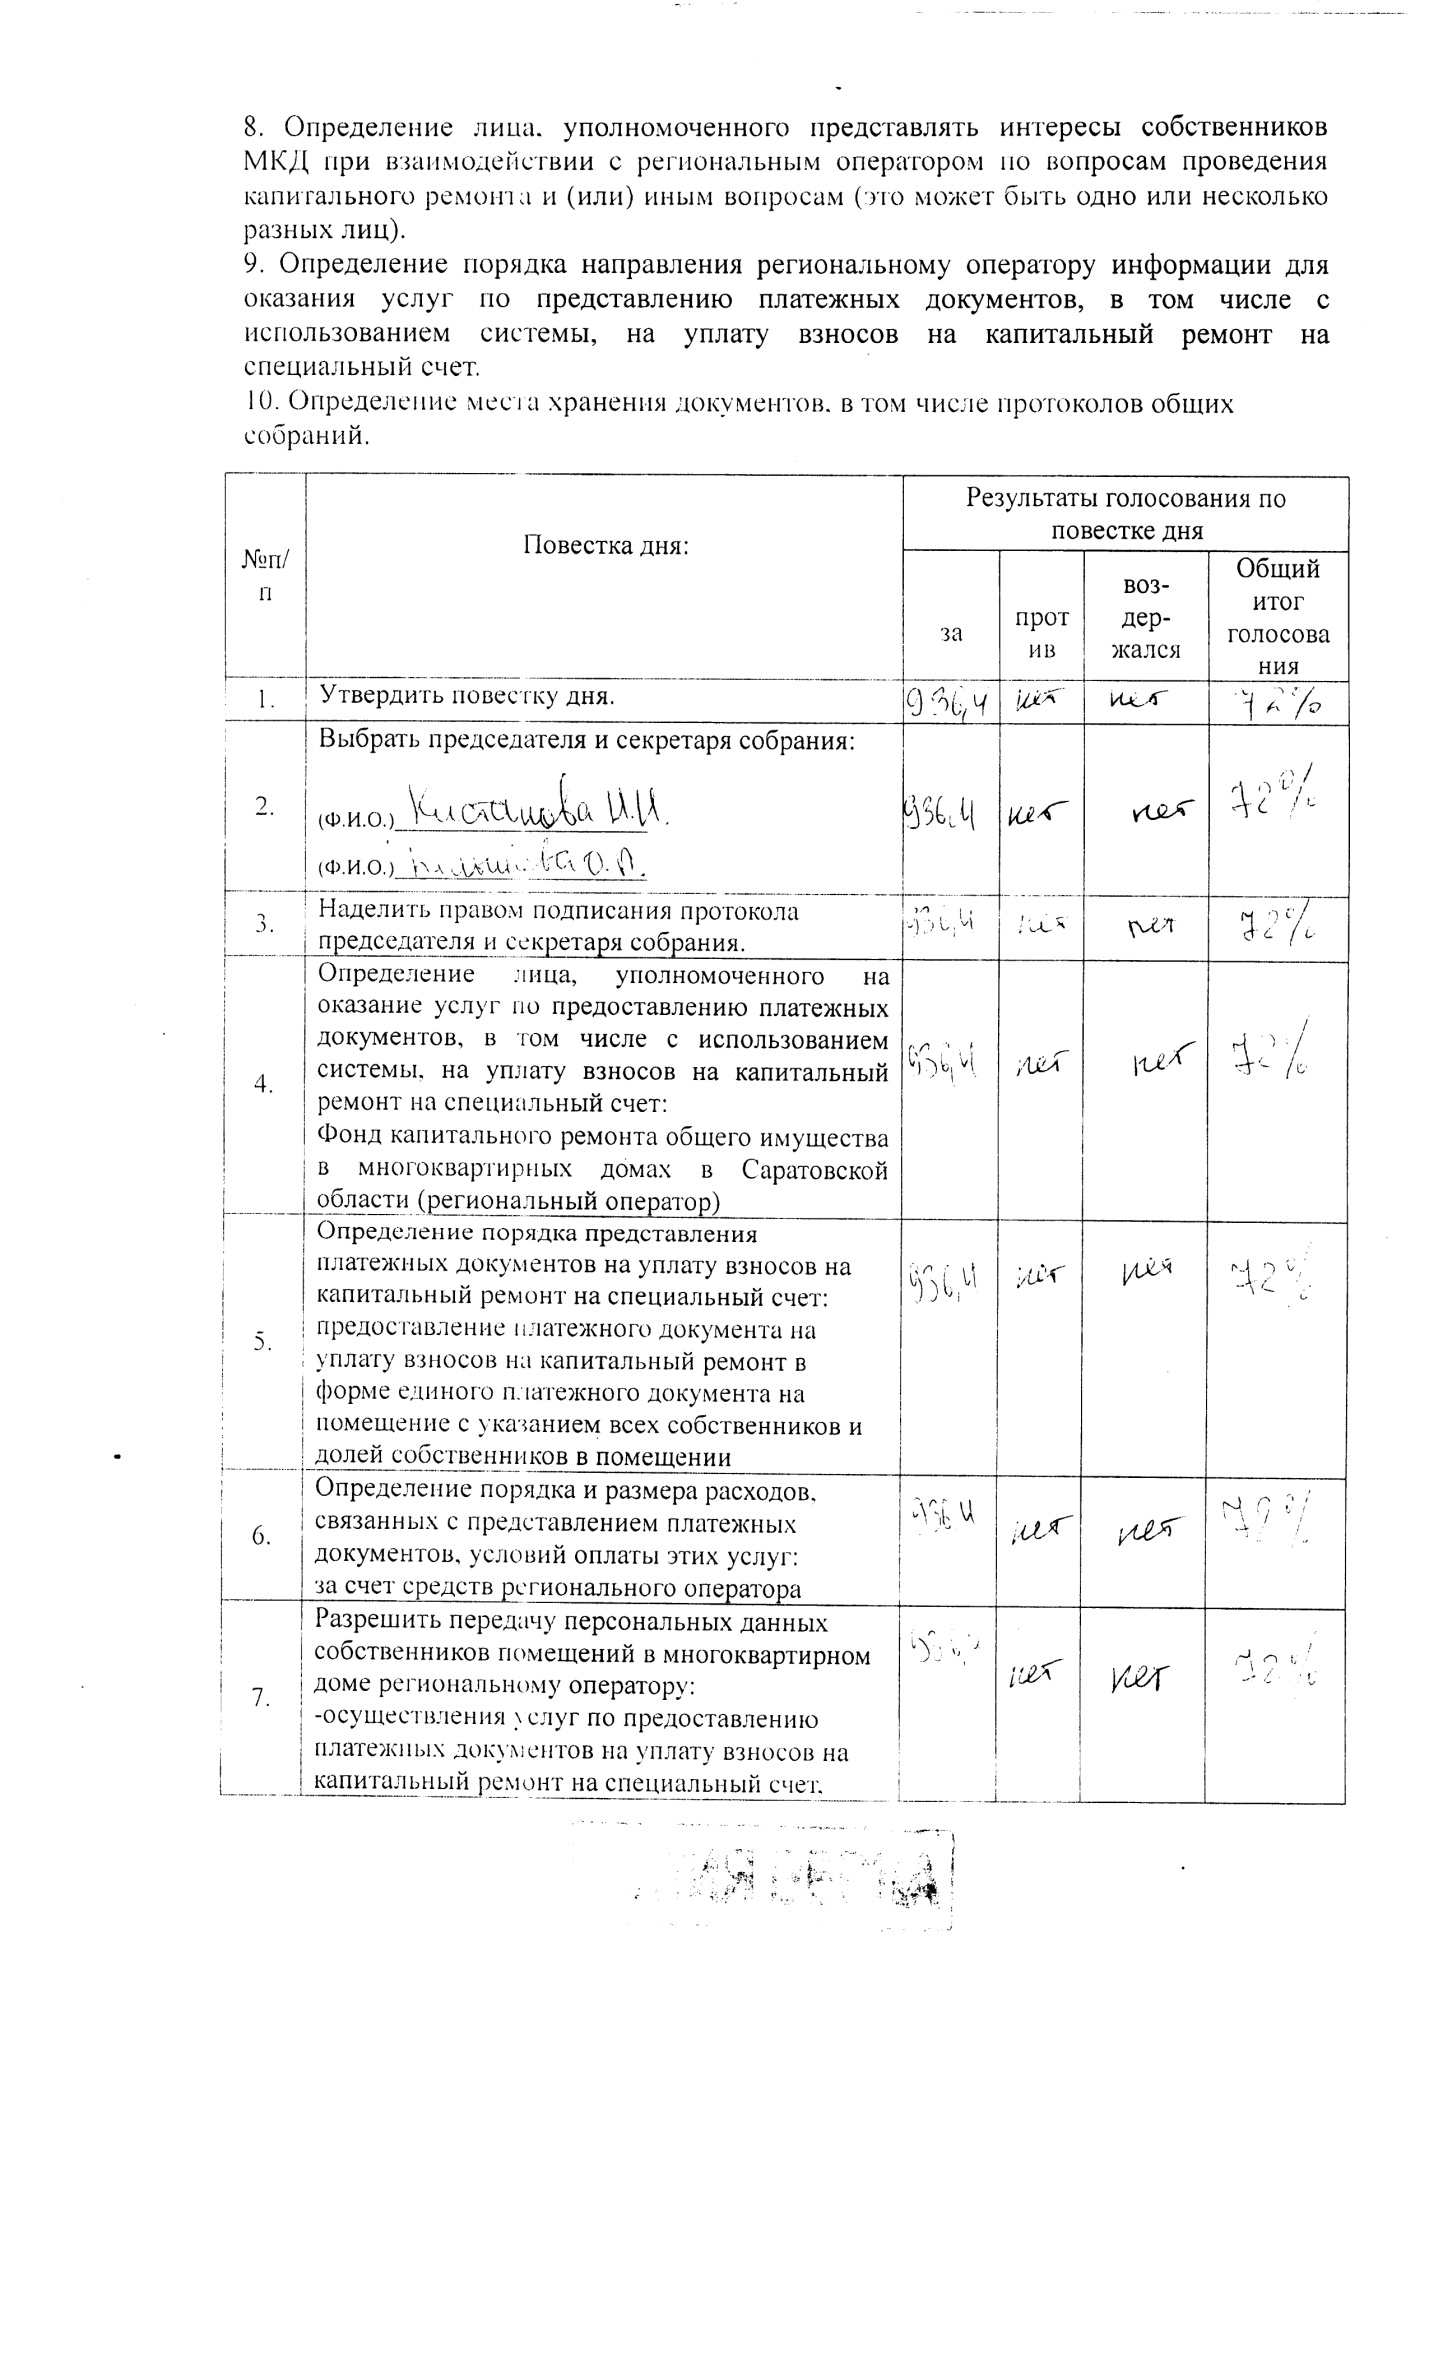 8. Определение лица, уполномоченного представлять интересы собственников
МКД при взаимодействии с региональным оператором по вопросам проведения
капитального ремонта и (или) иным вопросам (это может быть одно или несколько
разных лиц).
9. Определение порядка направления региональному оператору информации для
оказания услуг по представлению платежных документов, в том числе с
использованием системы, на уплату взносов на капитальный ремонт на
специальный счет.
10. Определение места хранения документов, в том числе протоколов общих
собраний.
№п/
п
Повестка дня:
Результаты голосования по
повестке дня
за
прот
ив
воз-
дер-
жался
Общий
итог
голосова
ния
1. Утвердить повестку дня. 936,4 нет нет 72%
2. Выбрать председателя и секретаря собрания:
(Ф.И.О.) Кистанова И.И. 936,4 нет нет 72%
(Ф.И.О.)
3. Наделить правом подписания протокола
председателя и секретаря собрания. 936,4 нет нет 72%
4. Определение лица, уполномоченного на
оказание услуг по предоставлению платежных
документов, в том числе с использованием
системы, на уплату взносов на капитальный
ремонт на специальный счет:
Фонд капитального ремонта общего имущества
в многоквартирных домах в Саратовской
области (региональный оператор)
936,4 нет нет 72%
5. Определение порядка представления
платежных документов на уплату взносов на
капитальный ремонт на специальный счет:
предоставление платежного документа на
уплату взносов на капитальный ремонт в
форме единого платежного документа на
помещение с указанием всех собственников и
долей собственников в помещении
936,4 нет нет 72%
6. Определение порядка и размера расходов,
связанных с представлением платежных
документов, условий оплаты этих услуг:
за счет средств регионального оператора
936,4 нет нет 72%
7. Разрешить передачу персональных данных
собственников помещений в многоквартирном
доме региональному оператору:
-осуществления услуг по предоставлению
платежных документов на уплату взносов на
капитальный ремонт на специальный счет.
нет нет 72%